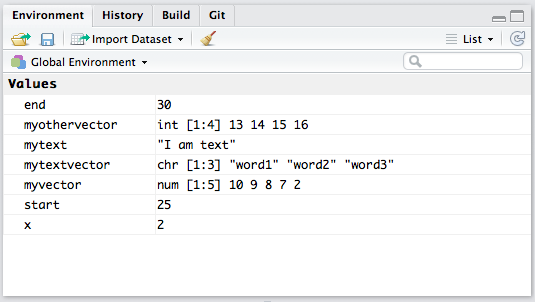 Environment History Build Git
Import Dataset List
Global Environment
Values
end 30
myothervector int [1:4] 13 14 15 16
mytext "I am text"
mytextvector chr [1:3] "word1" "word2" "word3"
myvector num [1:5] 10 9 8 7 2
start 25
x 2